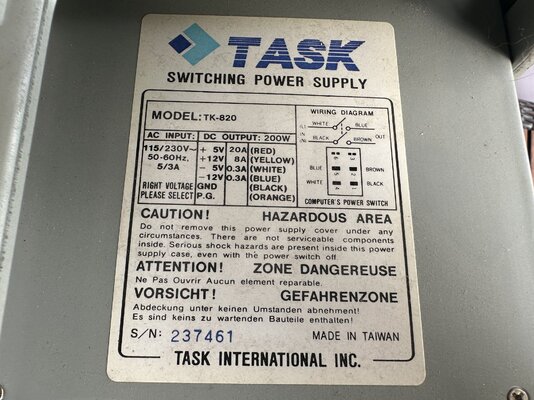 TASK
SWITCHING POWER SUPPLY
MODEL: TK-820
AC INPUT: DC OUTPUT: 200W
115/230V~ + 5V 20A (RED)
50-60Hz, +12V 8A (YELLOW)
5/3A - 5V 0.3A (WHITE)
-12V 0.3A (BLUE)
RIGHT VOLTAGE GND (BLACK)
PLEASE SELECT P.G. (ORANGE)
WIRING DIAGRAM
WHITE BLUE
IN OUT
BLACK BROWN
BLUE BROWN
WHITE BLACK
COMPUTER'S POWER SWITCH
CAUTION! HAZARDOUS AREA
Do not remove this power supply cover under any
circumstances. There are not serviceable components
inside. Serious shock hazards are present inside this power
supply case, even with the power switch off.
ATTENTION! ZONE DANGEREUSE
Ne Pas Ouvrir Aucun element reparable.
VORSICHT! GEFAHRENZONE
Abdeckung unter keinen Umständen abnehment!
Es sind keins zu wartenden Bauteile enthalten!
S/N: 237461 MADE IN TAIWAN
TASK INTERNATIONAL INC.